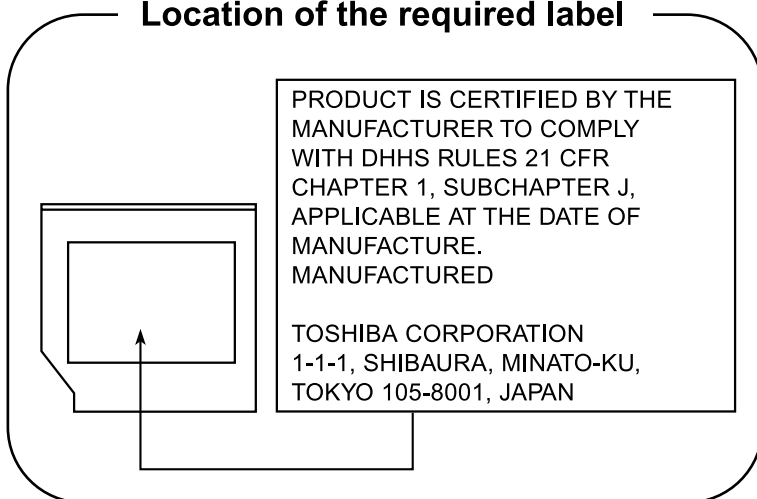 Location of the required label
PRODUCT IS CERTIFIED BY THE
MANUFACTURER TO COMPLY
WITH DHHS RULES 21 CFR
CHAPTER 1, SUBCHAPTER J,
APPLICABLE AT THE DATE OF
MANUFACTURE.
MANUFACTURED
TOSHIBA CORPORATION
1-1-1, SHIBAURA, MINATO-KU,
TOKYO 105-8001, JAPAN